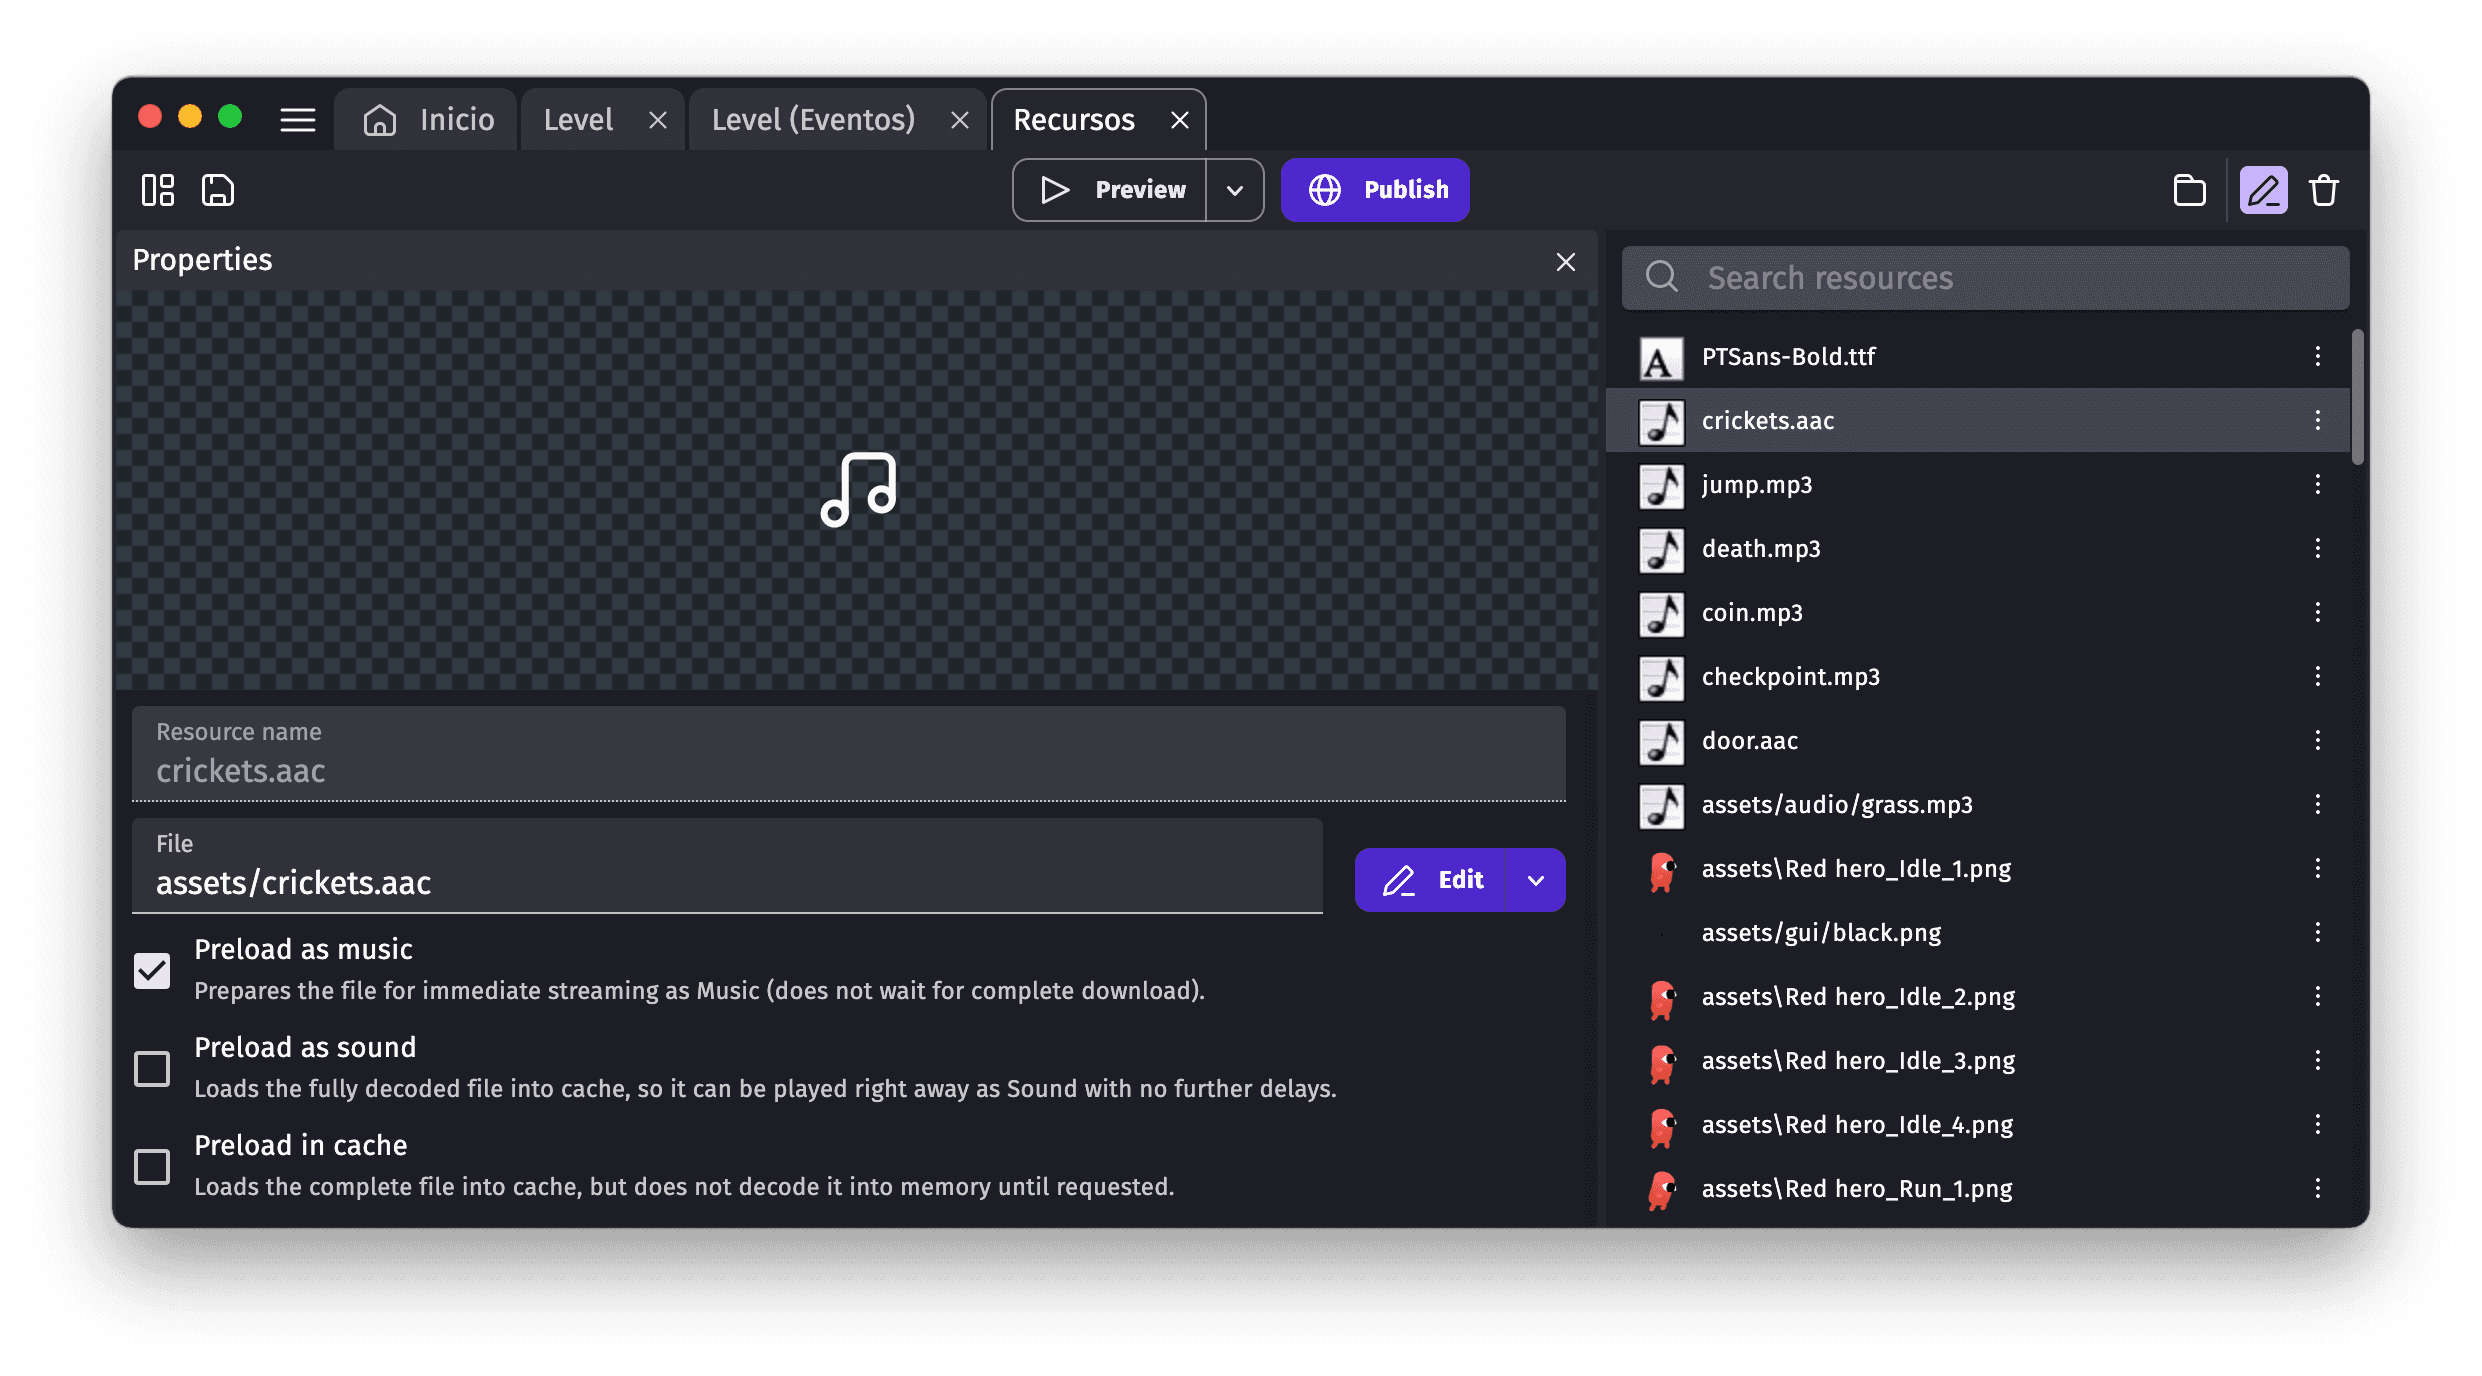 Inicio
Level
Level (Eventos)
Recursos
Preview
Publish
Properties
Resource name
crickets.aac
File
assets/crickets.aac
Edit
Preload as music
Prepares the file for immediate streaming as Music (does not wait for complete download).
Preload as sound
Loads the fully decoded file into cache, so it can be played right away as Sound with no further delays.
Preload in cache
Loads the complete file into cache, but does not decode it into memory until requested.
Search resources
A PTSans-Bold.ttf
crickets.aac
jump.mp3
death.mp3
coin.mp3
checkpoint.mp3
door.aac
assets/audio/grass.mp3
assets\Red hero_Idle_1.png
assets/gui/black.png
assets\Red hero_Idle_2.png
assets\Red hero_Idle_3.png
assets\Red hero_Idle_4.png
assets\Red hero_Run_1.png